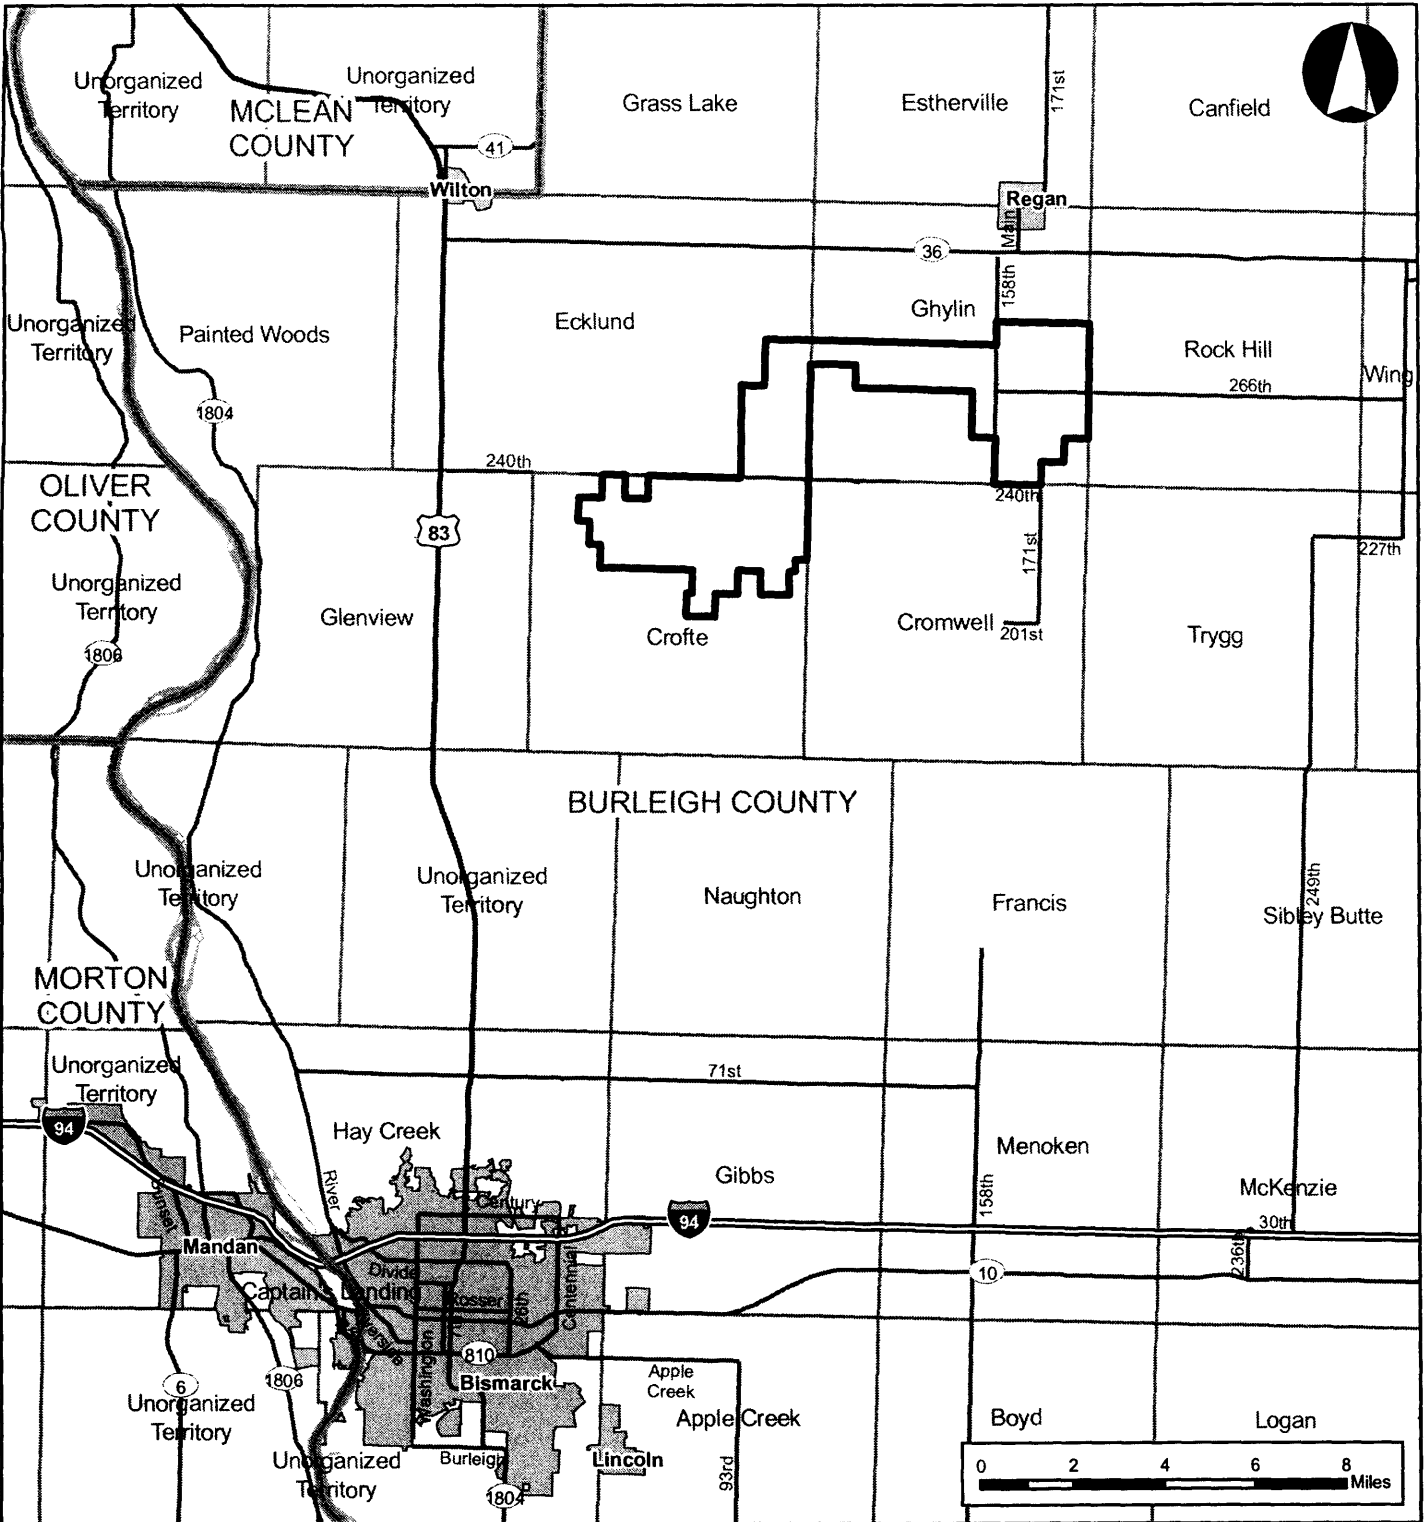 Unorganized
Territory
MCLEAN
COUNTY
Unorganized
Territory
41
Wilton
Grass Lake
Estherville
171st
Canfield
Regan
Main
36
158th
Unorganized
Territory
Painted Woods
1804
Ecklund
Ghylin
Rock Hill
266th
Wing
240th
240th
OLIVER
COUNTY
83
227th
171st
Unorganized
Territory
1806
Glenview
Crofte
Cromwell
201st
Trygg
BURLEIGH COUNTY
Unorganized
Territory
Unorganized
Territory
Naughton
Francis
249th
Sibley Butte
MORTON
COUNTY
Unorganized
Territory
71st
94
Hay Creek
Gibbs
Menoken
McKenzie
River
Sunset
Century
94
158th
30th
236th
Mandan
Divide
Centennial
10
Captain's Landing
Rosser
26th
7th
Riverside
Washington
810
Bismarck
Apple
Creek
6
1806
Unorganized
Territory
Apple Creek
Boyd
Logan
Unorganized
Territory
Burleigh
Lincoln
93rd
1804
0 2 4 6 8
Miles